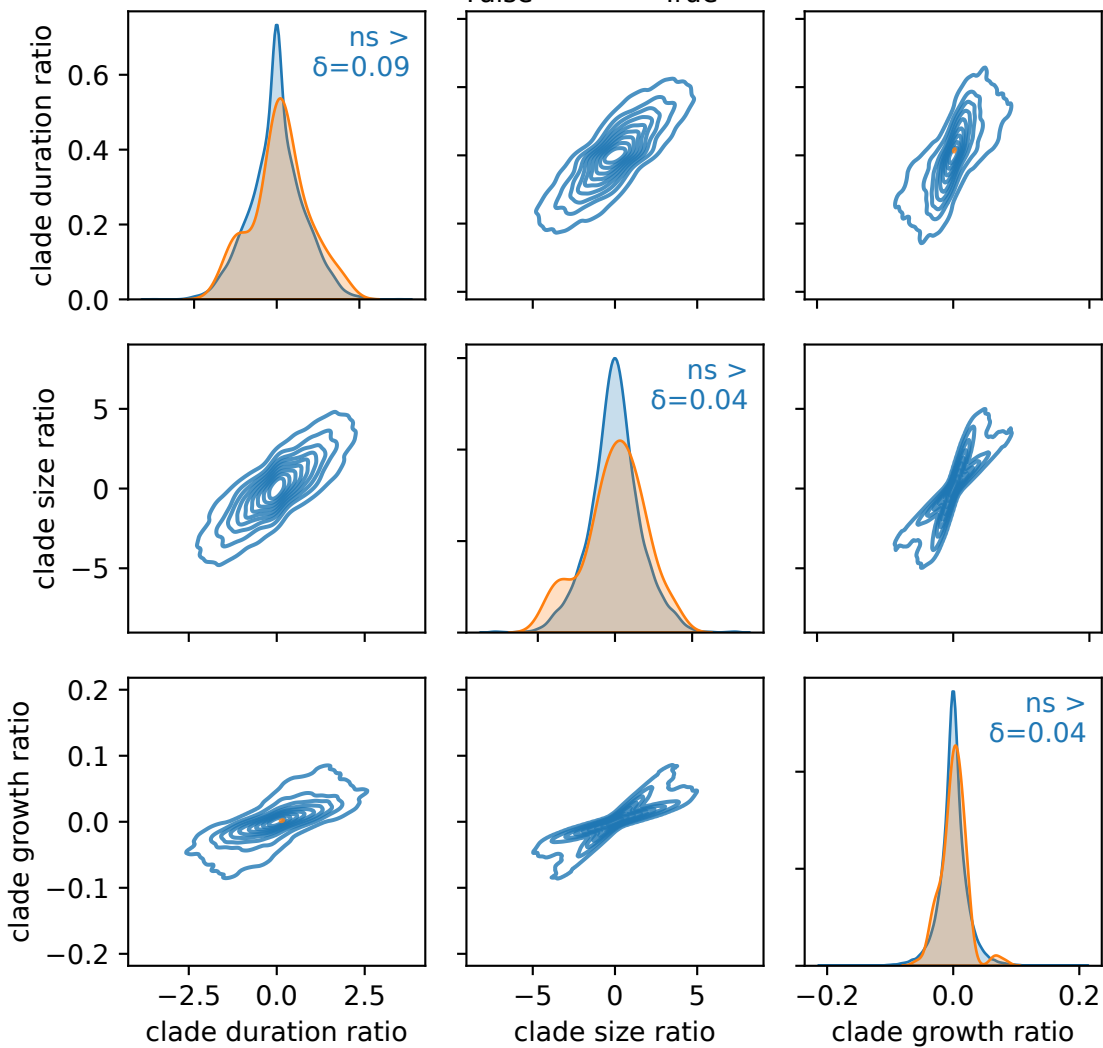 clade duration ratio
0.6
0.4
0.2
0.0
ns >
δ=0.09
clade size ratio
5
0
−5
ns >
δ=0.04
clade growth ratio
0.2
0.1
0.0
−0.1
−0.2
ns >
δ=0.04
−2.5 0.0 2.5
−5 0 5
−0.2 0.0 0.2
clade duration ratio
clade size ratio
clade growth ratio